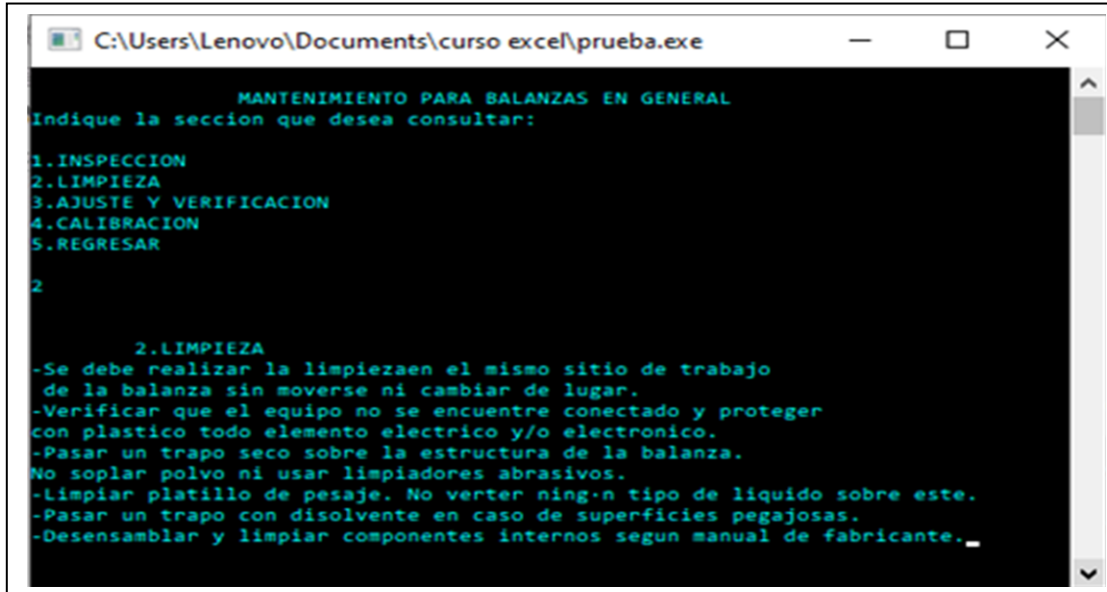 C:\Users\Lenovo\Documents\curso excel\prueba.exe
MANTENIMIENTO PARA BALANZAS EN GENERAL
Indique la seccion que desea consultar:
1.INSPECCION
2.LIMPIEZA
3.AJUSTE Y VERIFICACION
4.CALIBRACION
5.REGRESAR
2
2.LIMPIEZA
-Se debe realizar la limpiezaen el mismo sitio de trabajo
de la balanza sin moverse ni cambiar de lugar.
-Verificar que el equipo no se encuentre conectado y proteger
con plastico todo elemento electrico y/o electronico.
-Pasar un trapo seco sobre la estructura de la balanza.
No soplar polvo ni usar limpiadores abrasivos.
-Limpiar platillo de pesaje. No verter ning·n tipo de liquido sobre este.
-Pasar un trapo con disolvente en caso de superficies pegajosas.
-Desensamblar y limpiar componentes internos segun manual de fabricante._